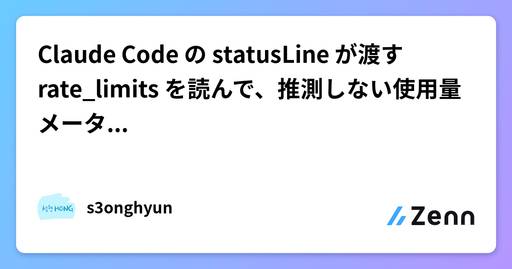 Claude Code の statusLine が渡す
rate_limits を読んで、推測しない使用量
メータ...
s3onghyun
Zenn